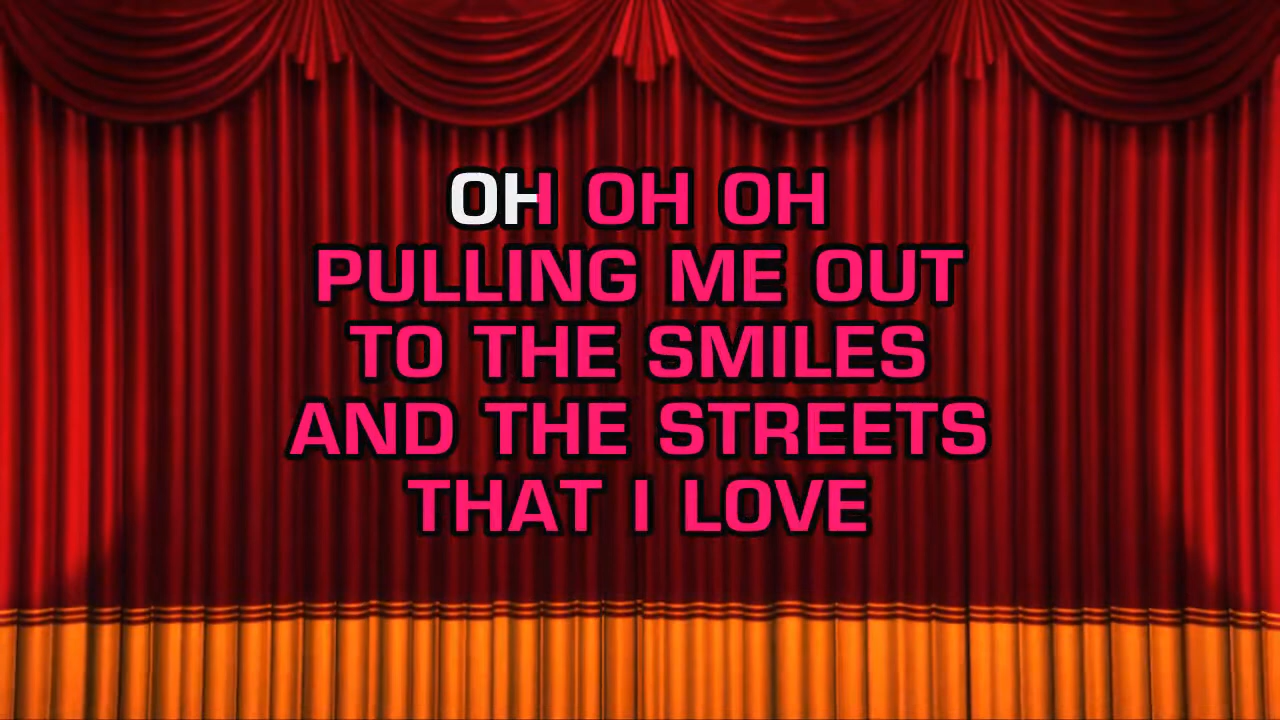 OH OH OH
PULLING ME OUT
TO THE SMILES
AND THE STREETS
THAT I LOVE